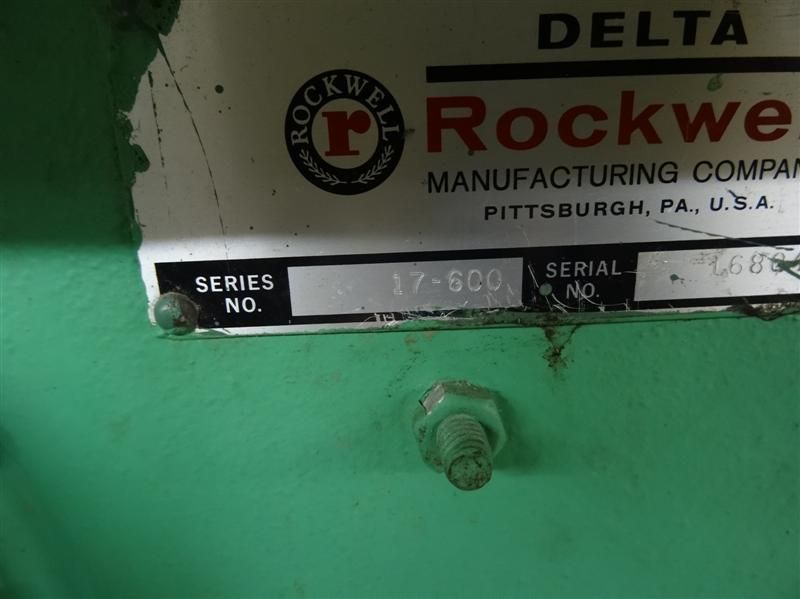 DELTA
ROCKWELL
r
Rockwe
MANUFACTURING COMPAN
PITTSBURGH, PA., U.S.A.
SERIES NO. 17-600 SERIAL NO.